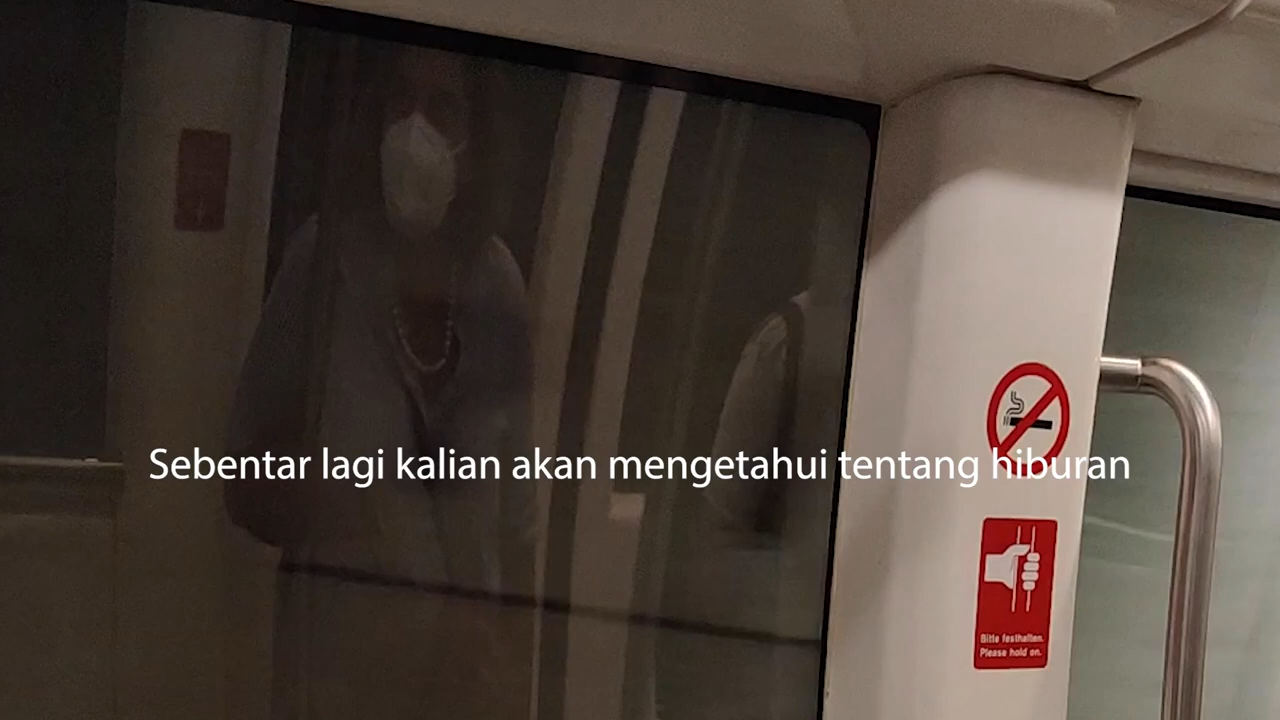 Sebentar lagi kalian akan mengetahui tentang hiburan
Bitte festhalten.
Please hold on.